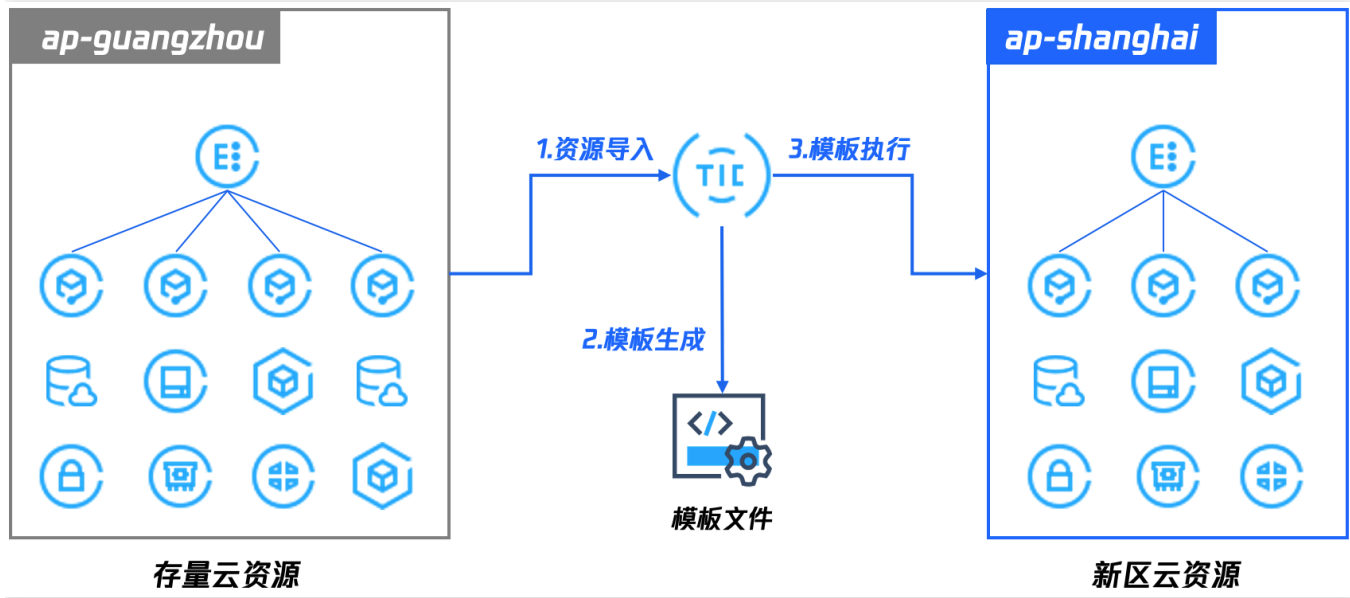 ap-guangzhou
ap-shanghai
1.资源导入
TIC
3.模板执行
2.模板生成
模板文件
存量云资源
新区云资源